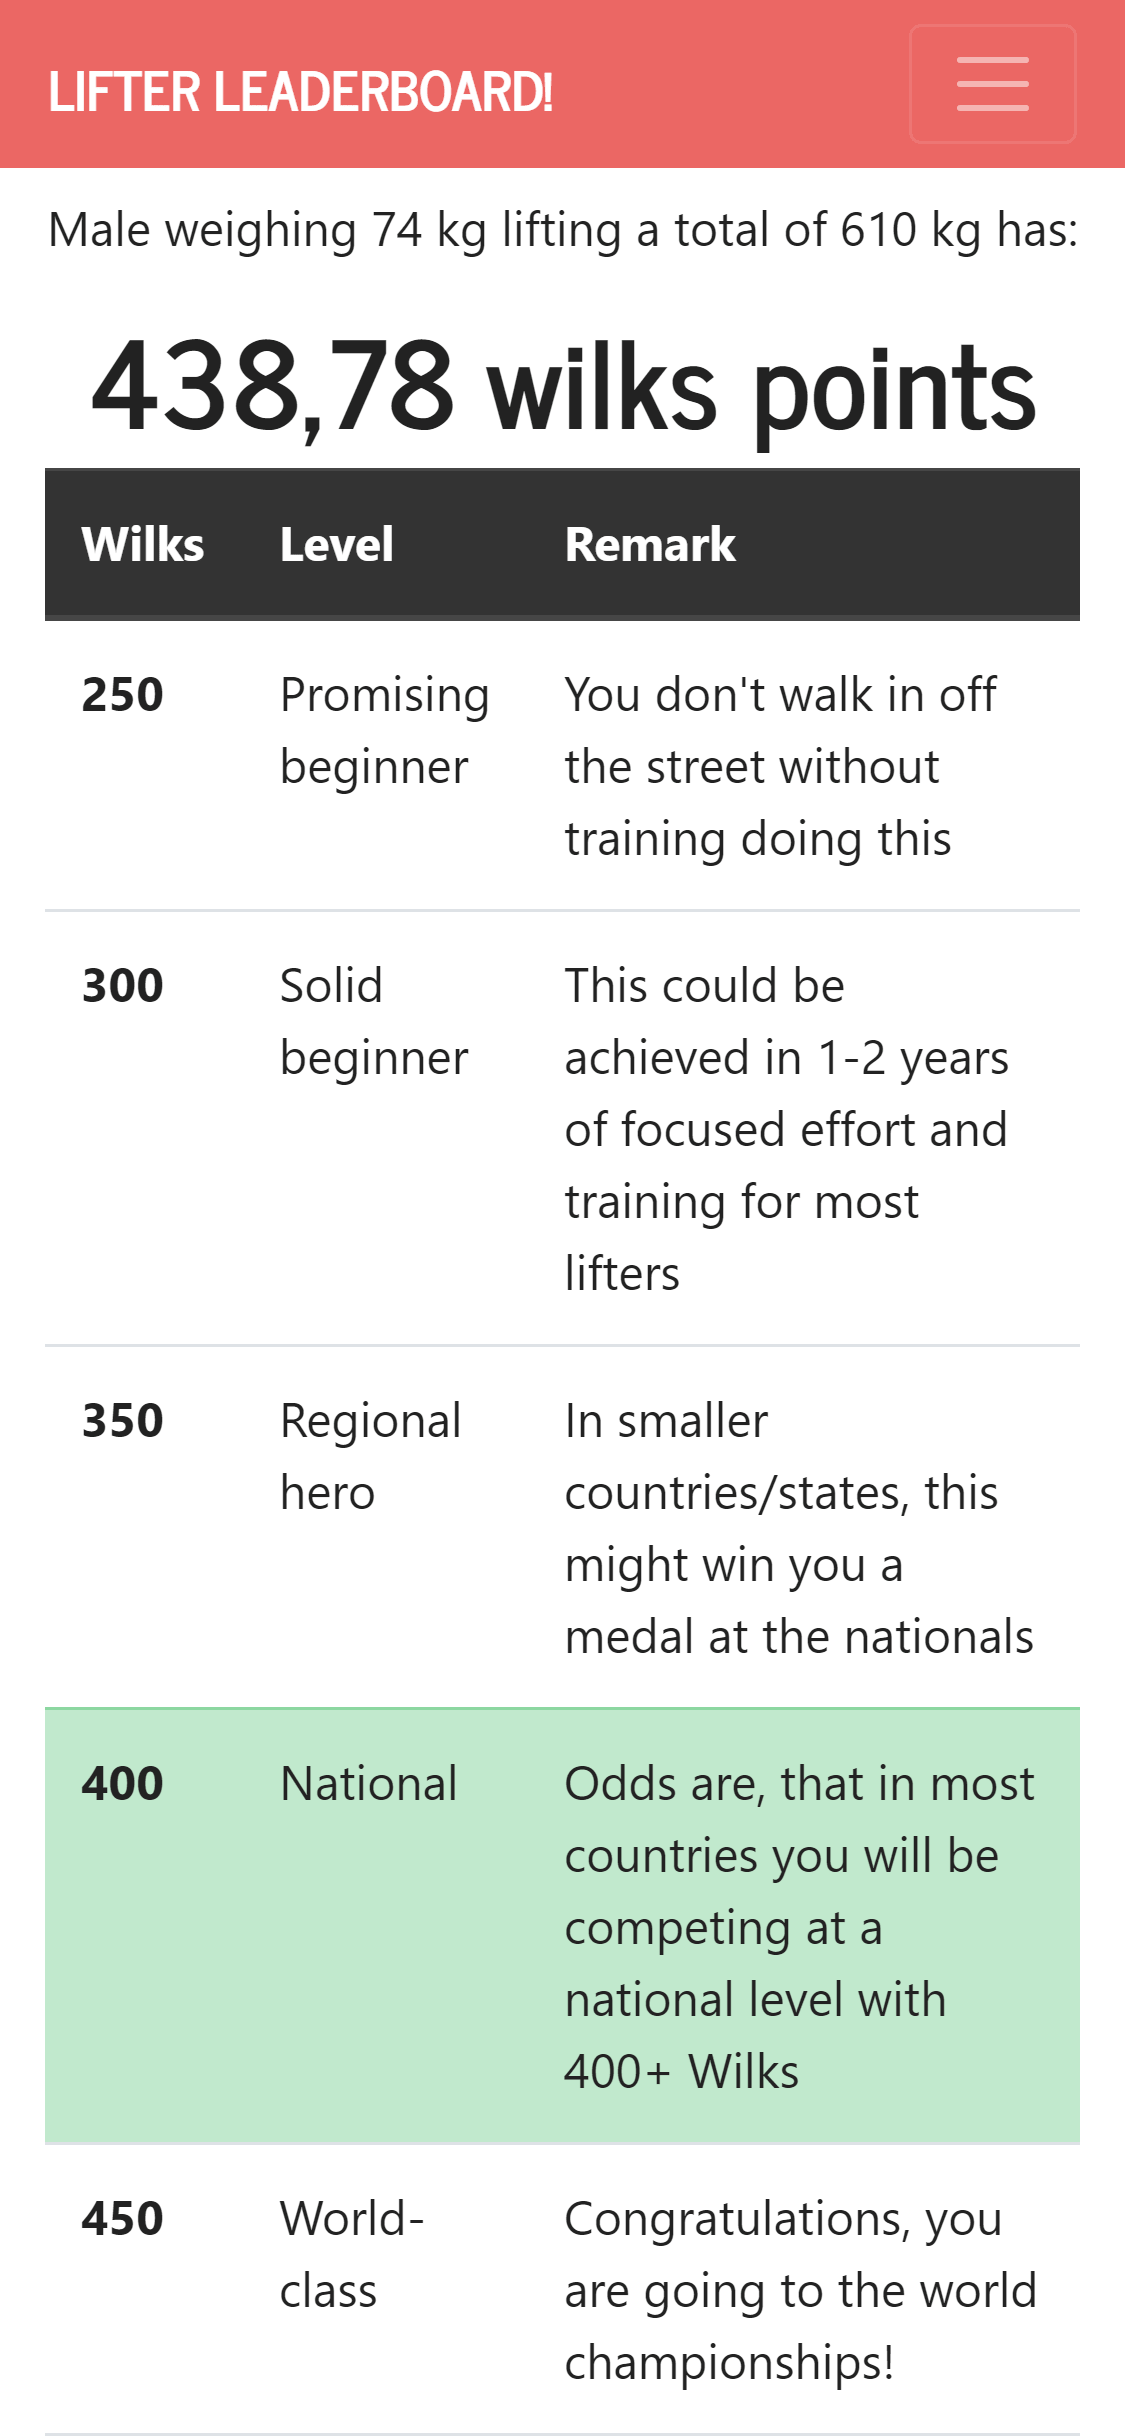 LIFTER LEADERBOARD!
Male weighing 74 kg lifting a total of 610 kg has:
438,78 wilks points
Wilks Level Remark
250 Promising You don't walk in off
beginner the street without
training doing this
300 Solid This could be
beginner achieved in 1-2 years
of focused effort and
training for most
lifters
350 Regional In smaller
hero countries/states, this
might win you a
medal at the nationals
400 National Odds are, that in most
countries you will be
competing at a
national level with
400+ Wilks
450 World- Congratulations, you
class are going to the world
championships!